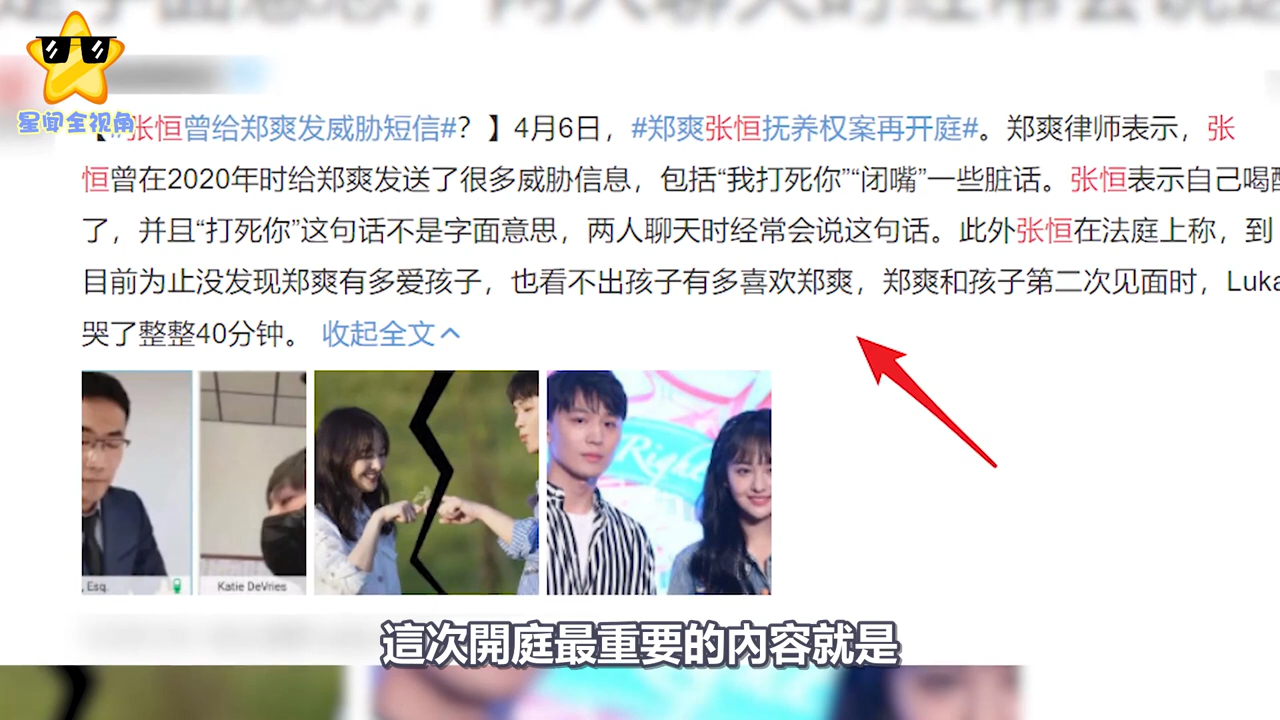 星闻全视角
【#张恒曾给郑爽发威胁短信#？】4月6日，#郑爽张恒抚养权案再开庭#。郑爽律师表示，张
恒曾在2020年时给郑爽发送了很多威胁信息，包括“我打死你”“闭嘴”一些脏话。张恒表示自己喝醉
了，并且“打死你”这句话不是字面意思，两人聊天时经常会说这句话。此外张恒在法庭上称，到
目前为止没发现郑爽有多爱孩子，也看不出孩子有多喜欢郑爽，郑爽和孩子第二次见面时，Luka
哭了整整40分钟。 收起全文
, Esq.
Katie DeVries
Right
這次開庭最重要的內容就是